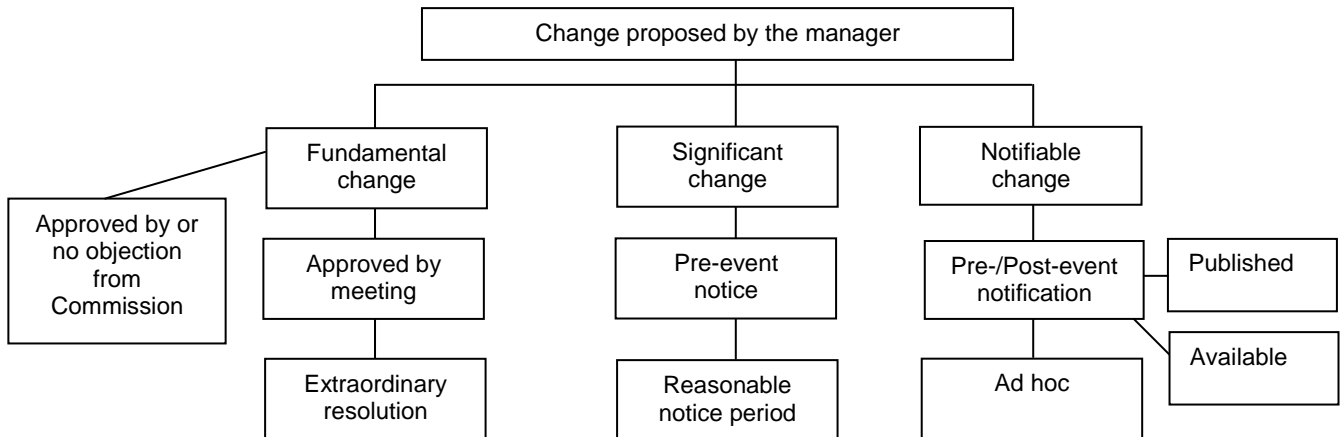 Change proposed by the manager
Fundamental
change
Significant
change
Notifiable
change
Approved by or
no objection
from
Commission
Approved by
meeting
Pre-event
notice
Pre-/Post-event
notification
Published
Available
Extraordinary
resolution
Reasonable
notice period
Ad hoc